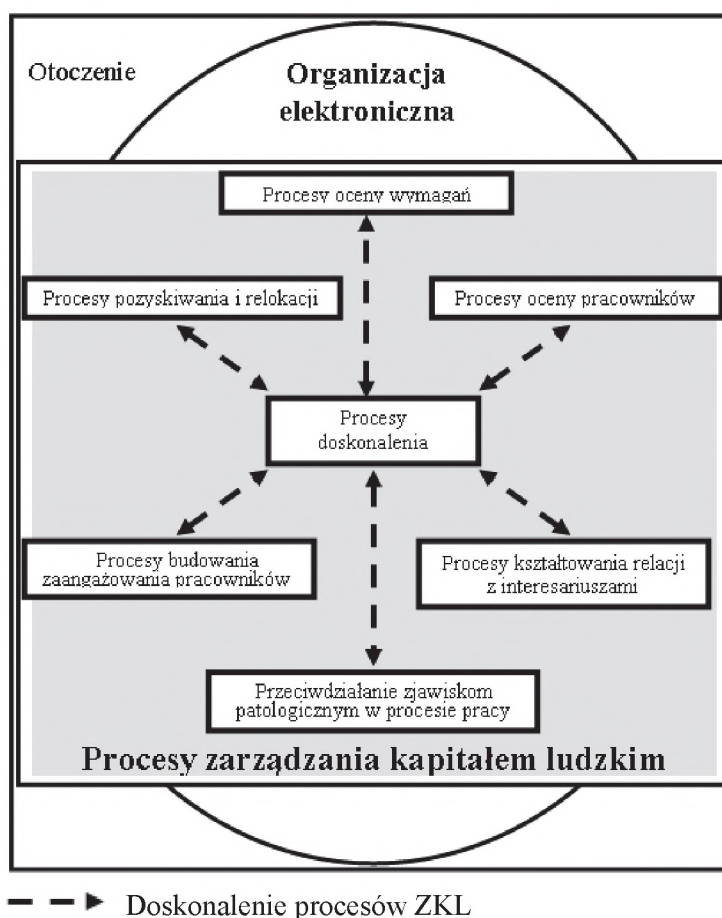 Otoczenie
Organizacja
elektroniczna
Procesy oceny wymagań
Procesy pozyskiwania i relokacji
Procesy oceny pracowników
Procesy
doskonalenia
Procesy budowania
zaangażowania pracowników
Procesy kształtowania relacji
z interesariuszami
Przeciwdziałanie zjawiskom
patologicznym w procesie pracy
Procesy zarządzania kapitałem ludzkim
Doskonalenie procesów ZKL